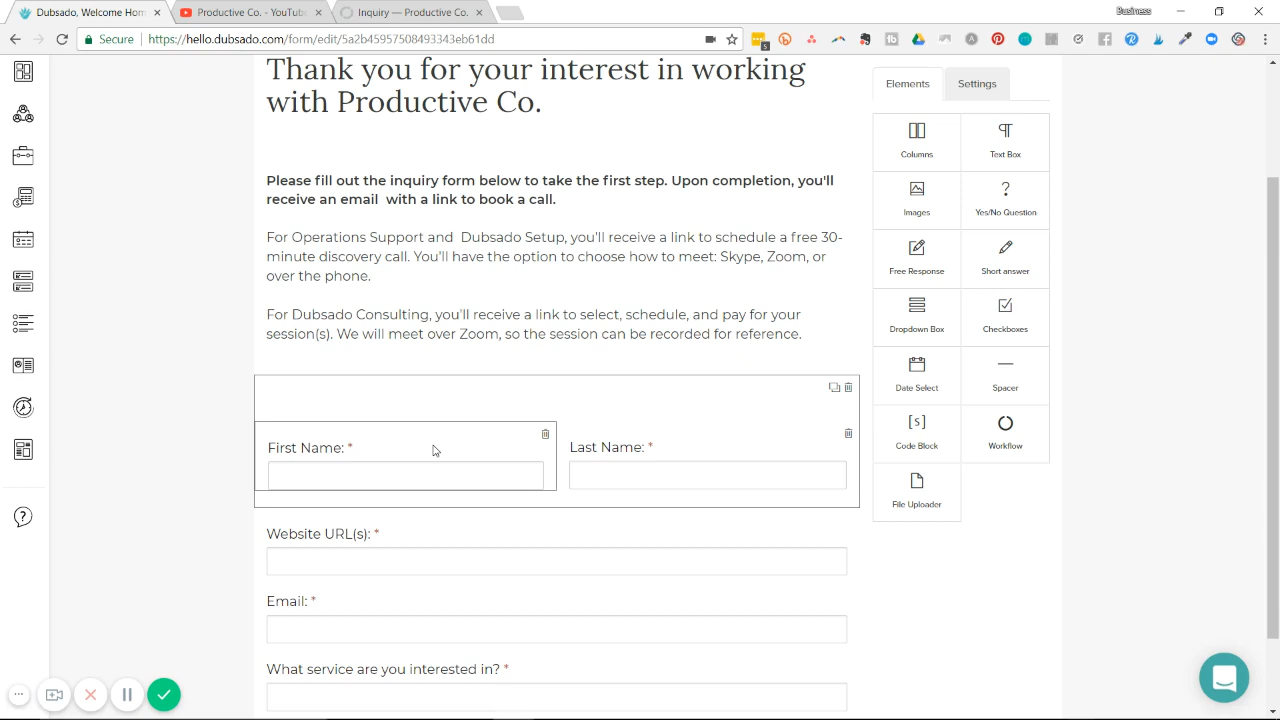 Dubsado, Welcome Hom
Productive Co. - YouTube
Inquiry — Productive Co.
Business
Secure
https://hello.dubsado.com/form/edit/5a2b45957508493343eb61dd
Thank you for your interest in working
with Productive Co.
Please fill out the inquiry form below to take the first step. Upon completion, you'll
receive an email with a link to book a call.
For Operations Support and Dubsado Setup, you'll receive a link to schedule a free 30-
minute discovery call. You'll have the option to choose how to meet: Skype, Zoom, or
over the phone.
For Dubsado Consulting, you'll receive a link to select, schedule, and pay for your
session(s). We will meet over Zoom, so the session can be recorded for reference.
First Name: *
Last Name: *
Website URL(s): *
Email: *
What service are you interested in? *
Elements
Settings
Columns
Text Box
Images
Yes/No Question
Free Response
Short answer
Dropdown Box
Checkboxes
Date Select
Spacer
Code Block
Workflow
File Uploader